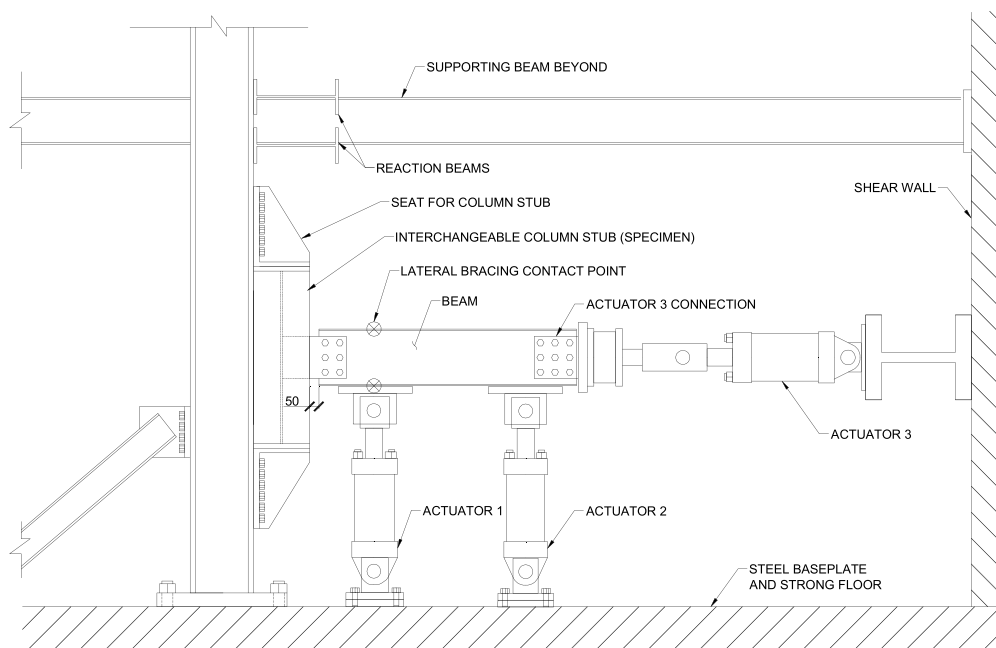 SUPPORTING BEAM BEYOND
REACTION BEAMS
SHEAR WALL
SEAT FOR COLUMN STUB
INTERCHANGEABLE COLUMN STUB (SPECIMEN)
LATERAL BRACING CONTACT POINT
BEAM
ACTUATOR 3 CONNECTION
50
ACTUATOR 3
ACTUATOR 1
ACTUATOR 2
STEEL BASEPLATE
AND STRONG FLOOR